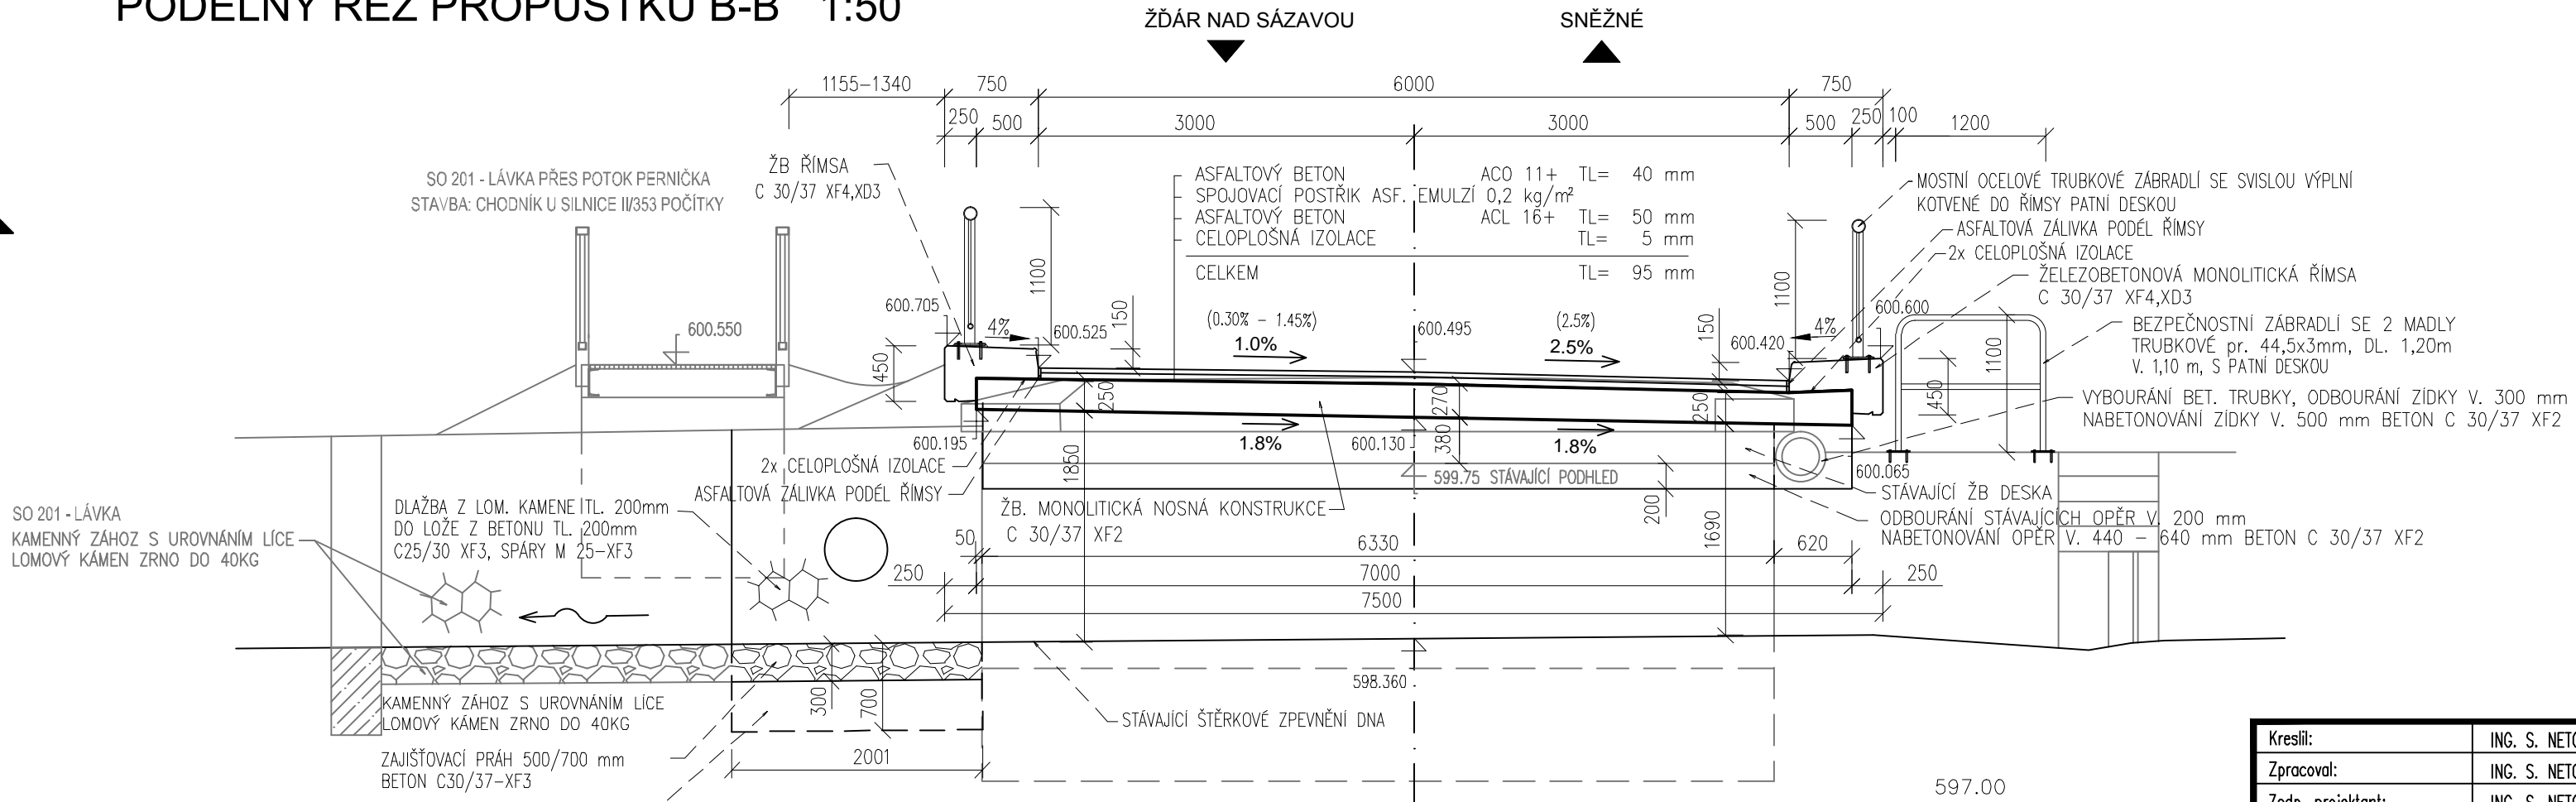 PODÉLNÝ ŘEZ PROPUSTKU B-B 1:50
ŽĎÁR NAD SÁZAVOU
SNĚŽNÉ
1155-1340
750
6000
750
250
500
3000
3000
500
250
100
1200
SO 201 - LÁVKA PŘES POTOK PERNIČKA
STAVBA: CHODNÍK U SILNICE II/353 POČÍTKY
ŽB ŘÍMSA
C 30/37 XF4,XD3
ASFALTOVÝ BETON ACO 11+ TL= 40 mm
SPOJOVACÍ POSTŘIK ASF. EMULZÍ 0,2 kg/m²
ASFALTOVÝ BETON ACL 16+ TL= 50 mm
CELOPLOŠNÁ IZOLACE TL= 5 mm
CELKEM TL= 95 mm
MOSTNÍ OCELOVÉ TRUBKOVÉ ZÁBRADLÍ SE SVISLOU VÝPLNÍ
KOTVENÉ DO ŘÍMSY PATNÍ DESKOU
ASFALTOVÁ ZÁLIVKA PODÉL ŘÍMSY
2x CELOPLOŠNÁ IZOLACE
ŽELEZOBETONOVÁ MONOLITICKÁ ŘÍMSA
C 30/37 XF4,XD3
BEZPEČNOSTNÍ ZÁBRADLÍ SE 2 MADLY
TRUBKOVÉ pr. 44,5x3mm, DL. 1,20m
V. 1,10 m, S PATNÍ DESKOU
VYBOURÁNÍ BET. TRUBKY, ODBOURÁNÍ ZÍDKY V. 300 mm
NABETONOVÁNÍ ZÍDKY V. 500 mm BETON C 30/37 XF2
600.550
600.705
4%
600.525
1100
150
(0.30% - 1.45%)
1.0%
600.495
(2.5%)
2.5%
150
1100
600.420
4%
600.600
1100
450
450
250
270
250
600.195
1.8%
600.130
380
1.8%
600.065
2x CELOPLOŠNÁ IZOLACE
ASFALTOVÁ ZÁLIVKA PODÉL ŘÍMSY
1850
599.75 STÁVAJÍCÍ PODHLED
200
1690
ŽB. MONOLITICKÁ NOSNÁ KONSTRUKCE
C 30/37 XF2
STÁVAJÍCÍ ŽB DESKA
ODBOURÁNÍ STÁVAJÍCÍCH OPĚR V. 200 mm
NABETONOVÁNÍ OPĚR V. 440 - 640 mm BETON C 30/37 XF2
SO 201 - LÁVKA
KAMENNÝ ZÁHOZ S UROVNÁNÍM LÍCE
LOMOVÝ KÁMEN ZRNO DO 40KG
DLAŽBA Z LOM. KAMENE TL. 200mm
DO LOŽE Z BETONU TL. 200mm
C25/30 XF3, SPÁRY M 25-XF3
50
6330
620
250
7000
250
7500
KAMENNÝ ZÁHOZ S UROVNÁNÍM LÍCE
LOMOVÝ KÁMEN ZRNO DO 40KG
300
700
598.360
STÁVAJÍCÍ ŠTĚRKOVÉ ZPEVNĚNÍ DNA
ZAJIŠŤOVACÍ PRÁH 500/700 mm
BETON C30/37-XF3
2001
597.00
Kreslil: ING. S. NETO
Zpracoval: ING. S. NETO
Zodp. projektant: ING. S. NETO